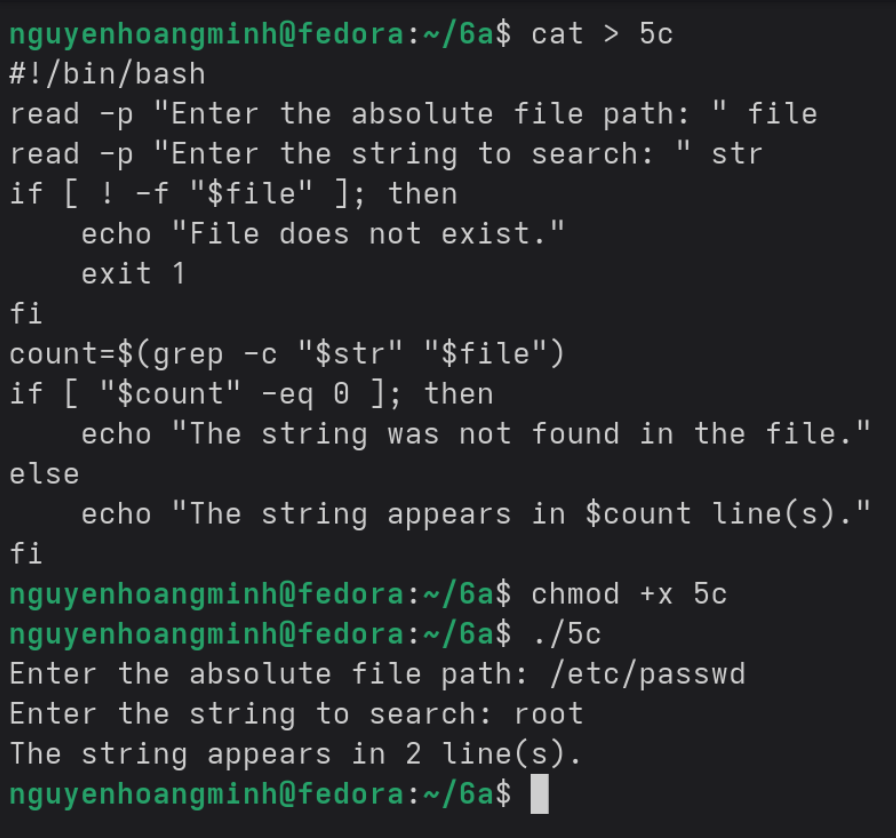 nguyenhoangminh@fedora:~/6a$ cat > 5c
#!/bin/bash
read -p "Enter the absolute file path: " file
read -p "Enter the string to search: " str
if [ ! -f "$file" ]; then
    echo "File does not exist."
    exit 1
fi
count=$(grep -c "$str" "$file")
if [ "$count" -eq 0 ]; then
    echo "The string was not found in the file."
else
    echo "The string appears in $count line(s)."
fi
nguyenhoangminh@fedora:~/6a$ chmod +x 5c
nguyenhoangminh@fedora:~/6a$ ./5c
Enter the absolute file path: /etc/passwd
Enter the string to search: root
The string appears in 2 line(s).
nguyenhoangminh@fedora:~/6a$